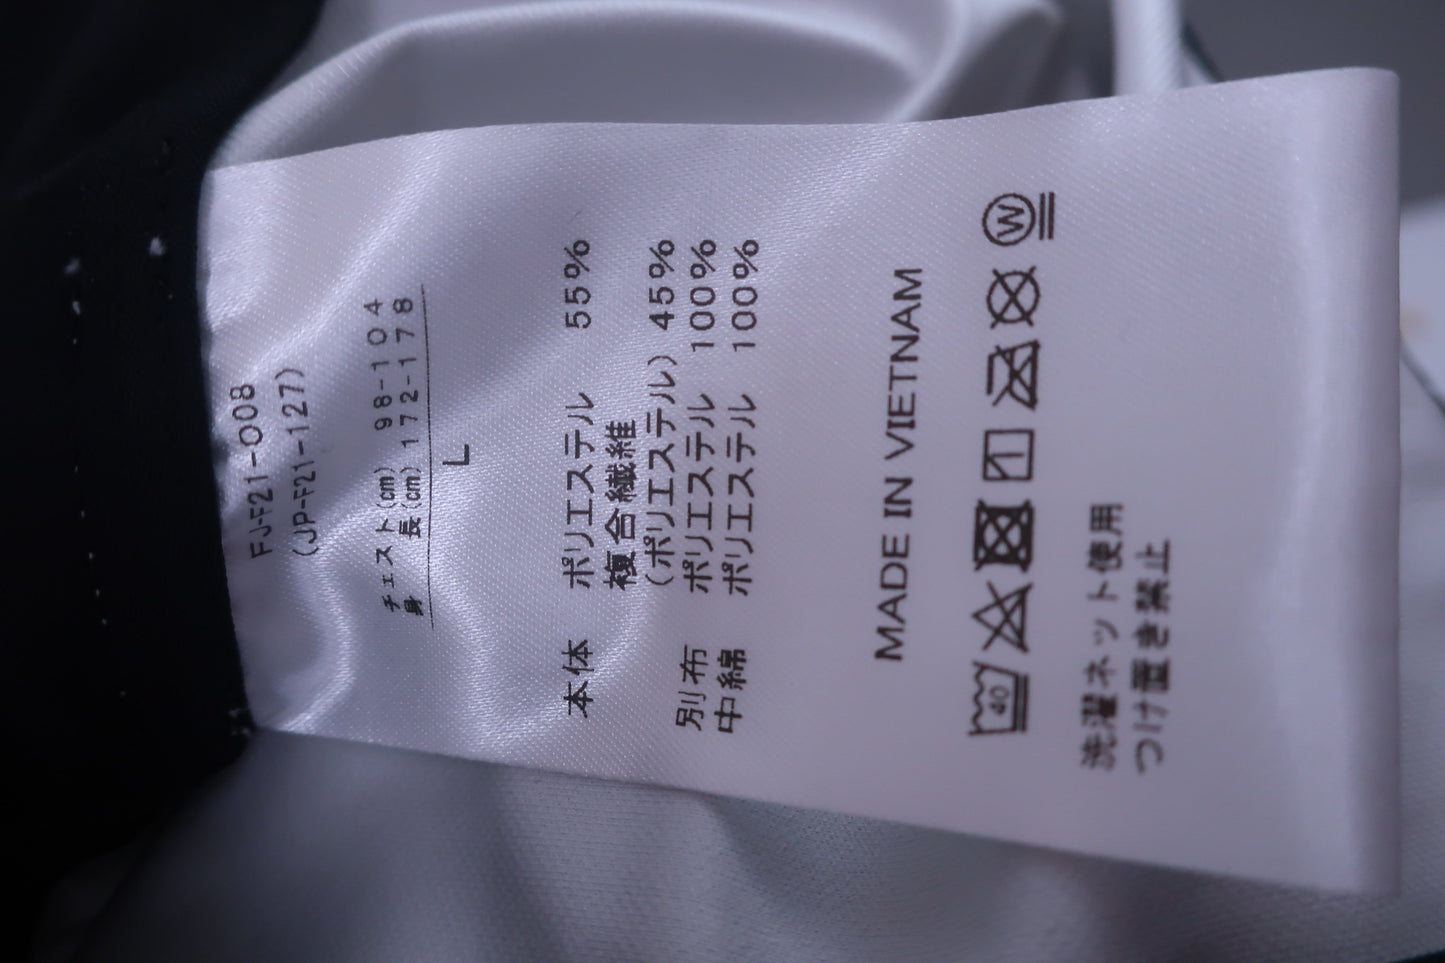 FJ-F21-008
(JP-F21-127)
チェスト(cm) 98-104
身長(cm) 172-178
L
本体 ポリエステル 55%
複合繊維
(ポリエステル) 45%
別布 ポリエステル 100%
中綿 ポリエステル 100%
MADE IN VIETNAM
40 W
洗濯ネット使用
つけ置き禁止